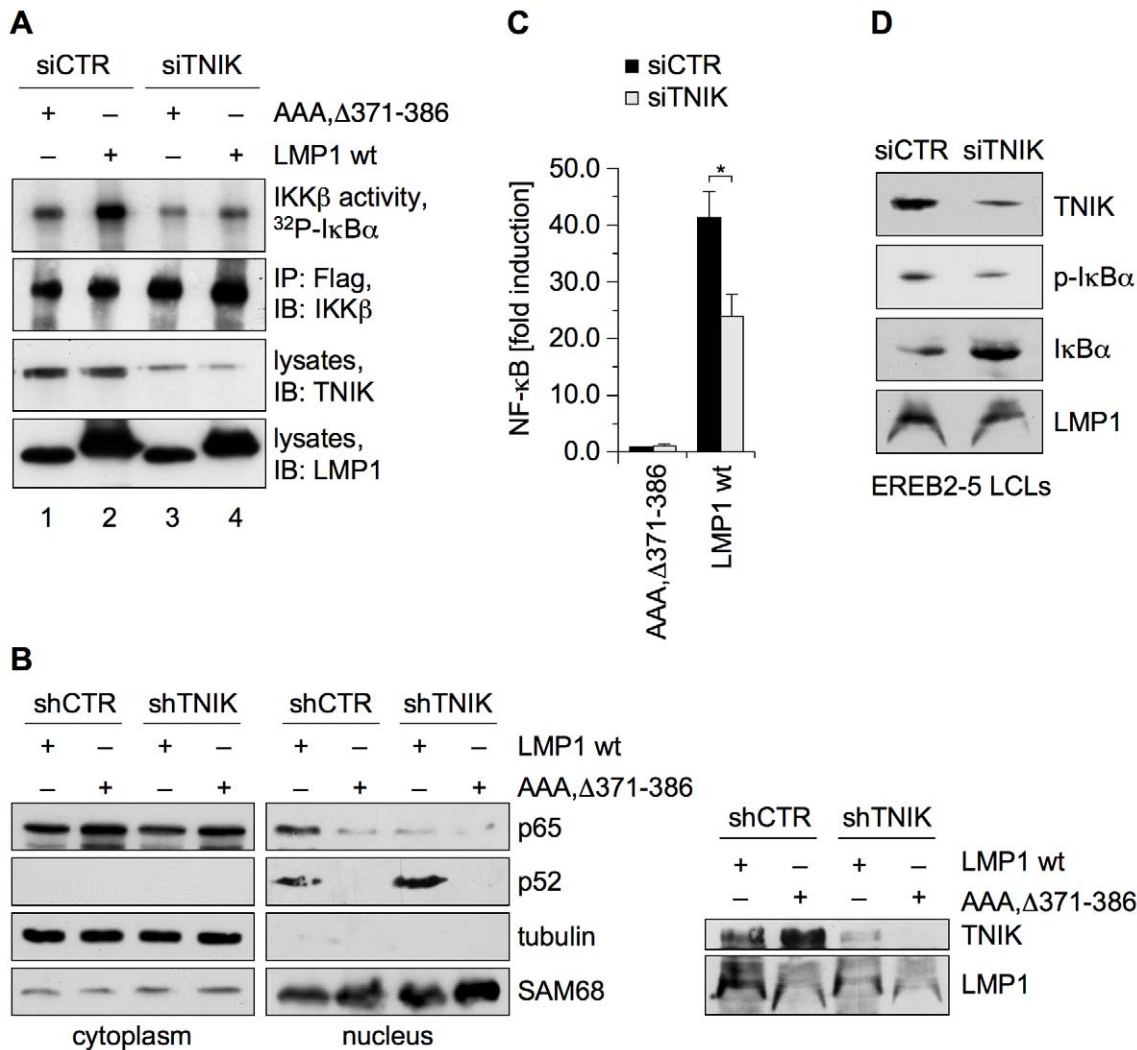 A
siCTR siTNIK
+ – + – AAA,Δ371-386
– + – + LMP1 wt
IKKβ activity,
³²P-IκBα
IP: Flag,
IB: IKKβ
lysates,
IB: TNIK
lysates,
IB: LMP1
1 2 3 4
C
siCTR
siTNIK
NF-κB [fold induction]
50.0
40.0
30.0
20.0
10.0
0.0
*
AAA,Δ371-386
LMP1 wt
D
siCTR siTNIK
TNIK
p-IκBα
IκBα
LMP1
EREB2-5 LCLs
B
shCTR shTNIK shCTR shTNIK
+ – + – + – + – LMP1 wt
– + – + – + – + AAA,Δ371-386
p65
p52
tubulin
SAM68
cytoplasm nucleus
shCTR shTNIK
+ – + – LMP1 wt
– + – + AAA,Δ371-386
TNIK
LMP1